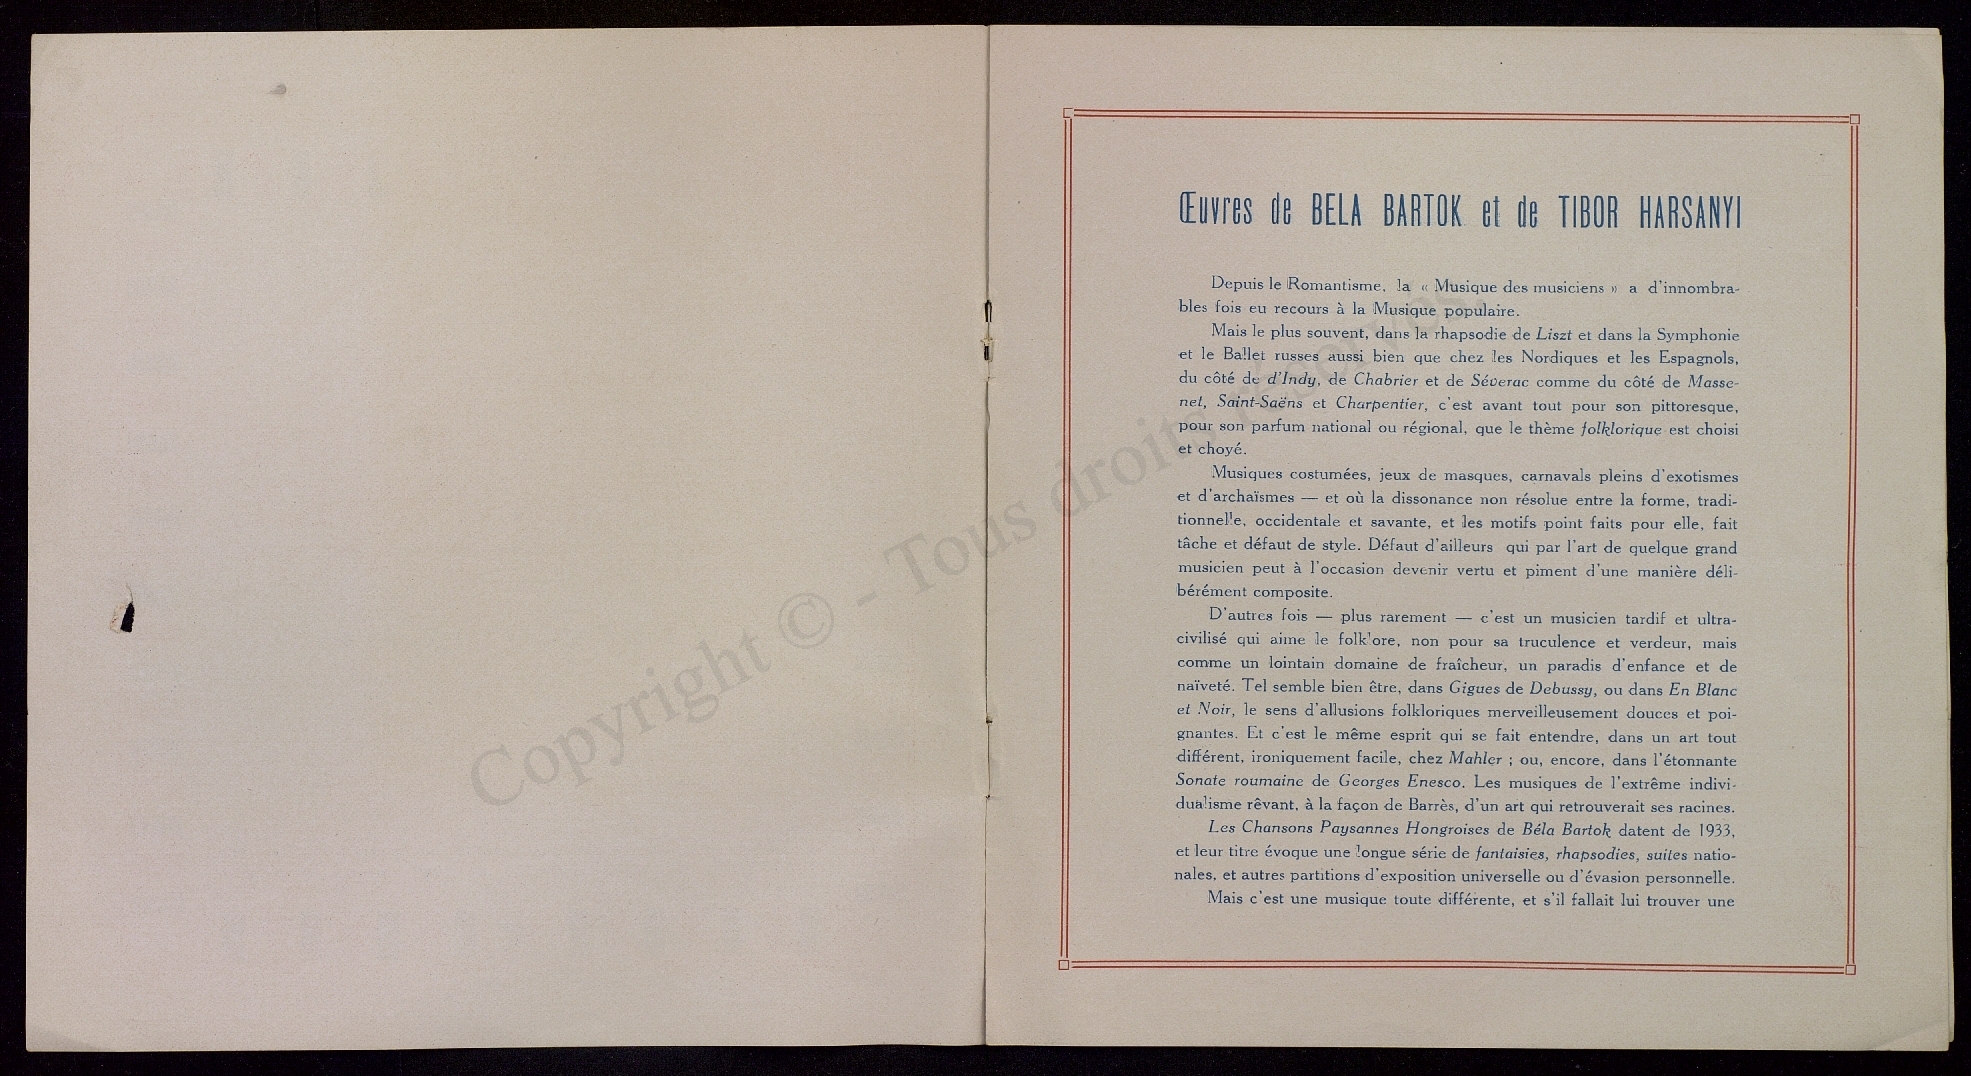 Œuvres de BELA BARTOK et de TIBOR HARSANYI
Depuis le Romantisme, la « Musique des musiciens » a d'innombra-
bles fois eu recours à la Musique populaire.
Mais le plus souvent, dans la rhapsodie de Liszt et dans la Symphonie
et le Ballet russes aussi bien que chez les Nordiques et les Espagnols,
du côté de d'Indy, de Chabrier et de Séverac comme du côté de Masse-
net, Saint-Saëns et Charpentier, c'est avant tout pour son pittoresque,
pour son parfum national ou régional, que le thème folklorique est choisi
et choyé.
Musiques costumées, jeux de masques, carnavals pleins d'exotismes
et d'archaïsmes — et où la dissonance non résolue entre la forme, tradi-
tionnelle, occidentale et savante, et les motifs point faits pour elle, fait
tâche et défaut de style. Défaut d'ailleurs qui par l'art de quelque grand
musicien peut à l'occasion devenir vertu et piment d'une manière déli-
bérément composite.
D'autres fois — plus rarement — c'est un musicien tardif et ultra-
civilisé qui aime le folklore, non pour sa truculence et verdeur, mais
comme un lointain domaine de fraîcheur, un paradis d'enfance et de
naïveté. Tel semble bien être, dans Gigues de Debussy, ou dans En Blanc
et Noir, le sens d'allusions folkloriques merveilleusement douces et poi-
gnantes. Et c'est le même esprit qui se fait entendre, dans un art tout
différent, ironiquement facile, chez Mahler ; ou, encore, dans l'étonnante
Sonate roumaine de Georges Enesco. Les musiques de l'extrême indivi-
dualisme rêvant, à la façon de Barrès, d'un art qui retrouverait ses racines.
Les Chansons Paysannes Hongroises de Béla Bartok datent de 1933,
et leur titre évoque une longue série de fantaisies, rhapsodies, suites natio-
nales, et autres partitions d'exposition universelle ou d'évasion personnelle.
Mais c'est une musique toute différente, et s'il fallait lui trouver une
Copyright © - Tous droits réservés.